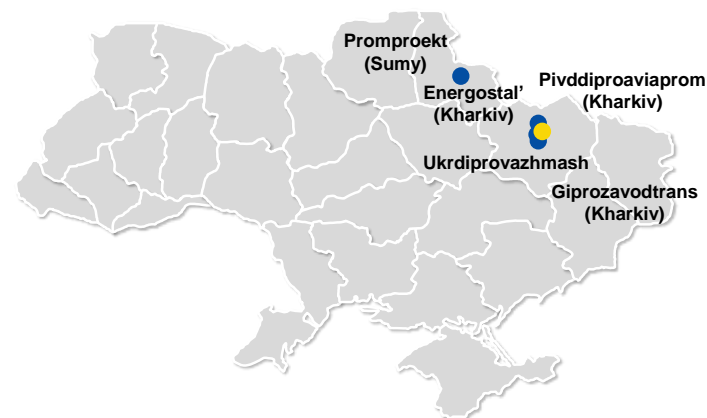 Promproekt
(Sumy)
Energostal’
(Kharkiv)
Pivddiproaviaprom
(Kharkiv)
Ukrdiprovazhmash
Giprozavodtrans
(Kharkiv)